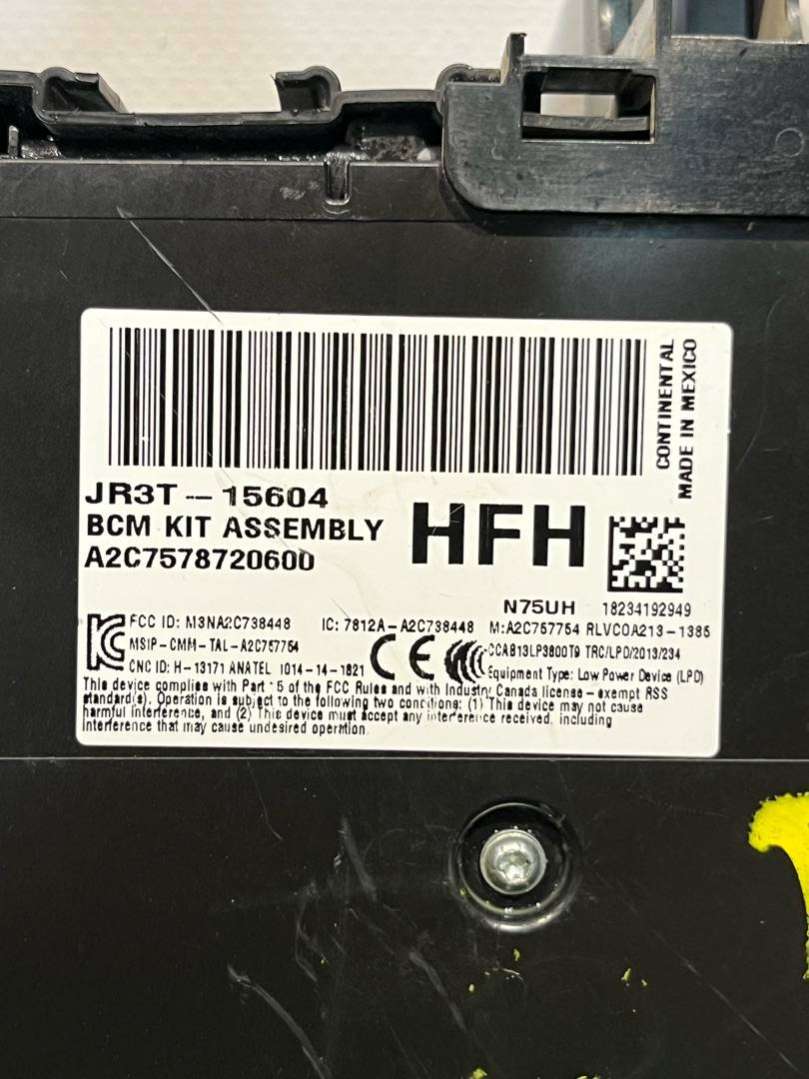 CONTINENTAL
MADE IN MEXICO
JR3T-15604
BCM KIT ASSEMBLY
A2C7578720600
HFH
N75UH 18234192949
FCC ID: M3NA2C738448 IC: 7812A-A2C738448 M:A2C757754 RLVCOA213-1385
MSIP-CMM-TAL-A2C757754 CCAB13LP3800T9 TRC/LPD/2013/234
CNC ID: H-13171 ANATEL 1014-14-1821 CE Equipment Type: Low Power Device (LPD)
This device complies with Part 15 of the FCC Rules and with Industry Canada license-exempt RSS
standard(s). Operation is subject to the following two conditions: (1) This device may not cause
harmful interference, and (2) This device must accept any interference received, including
interference that may cause undesired operation.